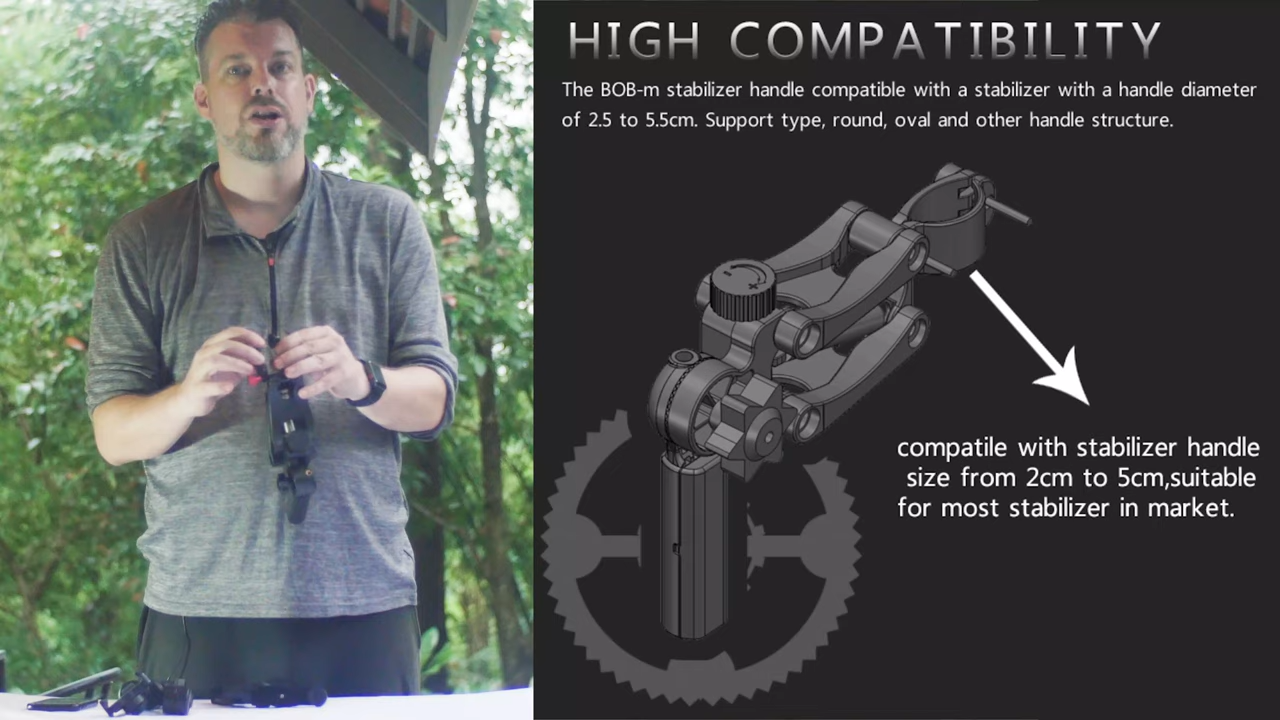 HIGH COMPATIBILITY
The BOB-m stabilizer handle compatible with a stabilizer with a handle diameter
of 2.5 to 5.5cm. Support type, round, oval and other handle structure.
compatile with stabilizer handle
size from 2cm to 5cm,suitable
for most stabilizer in market.